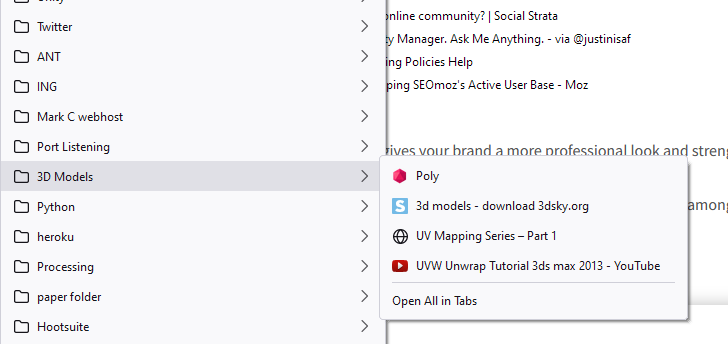 Twitter
ANT
ING
Mark C webhost
Port Listening
3D Models
Python
heroku
Processing
paper folder
Hootsuite
online community? | Social Strata
ty Manager. Ask Me Anything. - via @justinisaf
ing Policies Help
ping SEOmoz's Active User Base - Moz
gives your brand a more professional look and streng
among
Poly
3d models - download 3dsky.org
UV Mapping Series – Part 1
UVW Unwrap Tutorial 3ds max 2013 - YouTube
Open All in Tabs